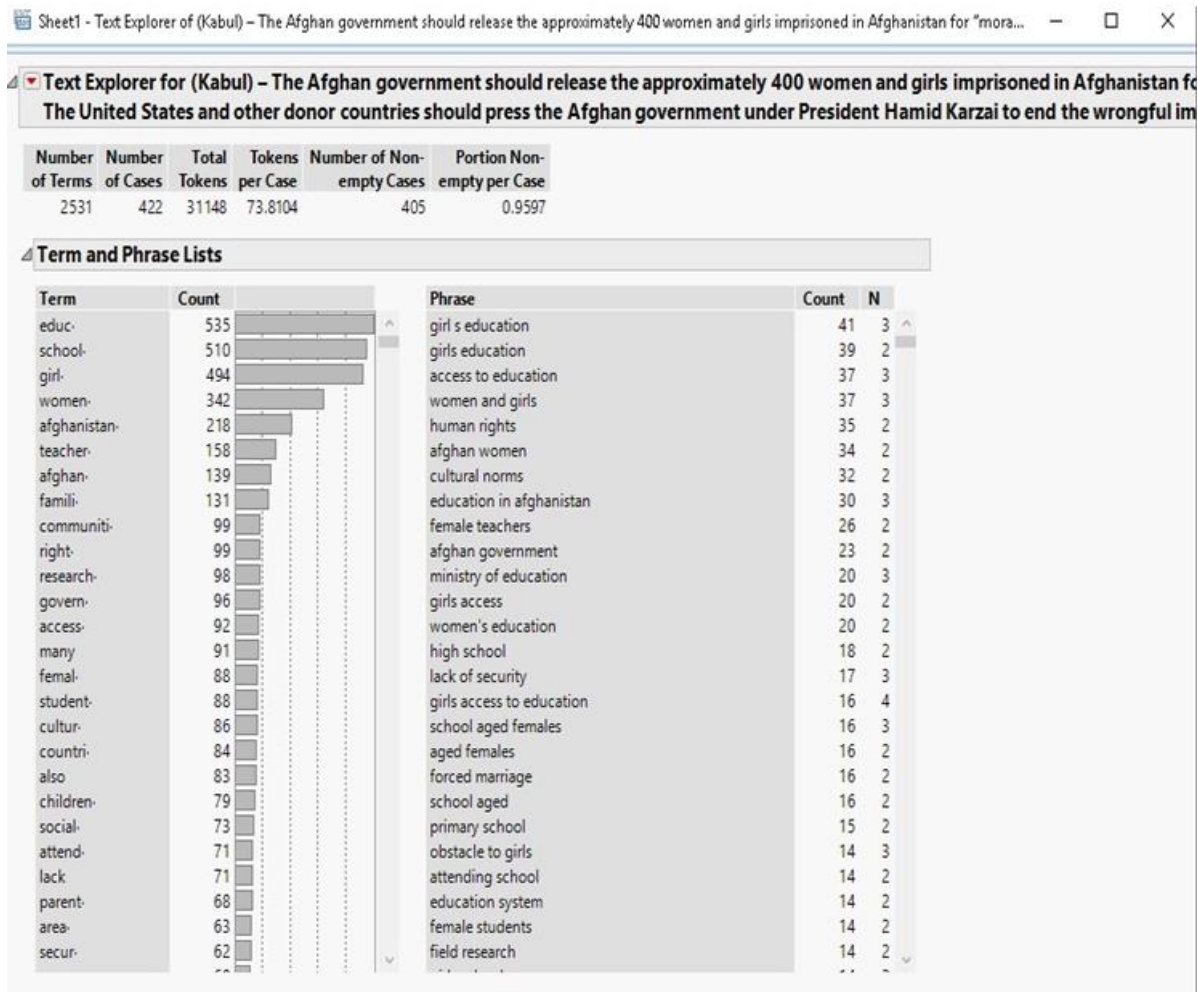 Sheet1 - Text Explorer of (Kabul) – The Afghan government should release the approximately 400 women and girls imprisoned in Afghanistan for "mora...
Text Explorer for (Kabul) – The Afghan government should release the approximately 400 women and girls imprisoned in Afghanistan fo
The United States and other donor countries should press the Afghan government under President Hamid Karzai to end the wrongful im
Number of Terms Number of Cases Total Tokens Tokens per Case Number of Non-empty Cases Portion Non-empty per Case
2531 422 31148 73.8104 405 0.9597
Term and Phrase Lists
Term Count Phrase Count N
educ· 535 girl s education 41 3
school· 510 girls education 39 2
girl· 494 access to education 37 3
women· 342 women and girls 37 3
afghanistan· 218 human rights 35 2
teacher· 158 afghan women 34 2
afghan· 139 cultural norms 32 2
famili· 131 education in afghanistan 30 3
communiti· 99 female teachers 26 2
right· 99 afghan government 23 2
research· 98 ministry of education 20 3
govern· 96 girls access 20 2
access· 92 women's education 20 2
many 91 high school 18 2
femal· 88 lack of security 17 3
student· 88 girls access to education 16 4
cultur· 86 school aged females 16 3
countri· 84 aged females 16 2
also 83 forced marriage 16 2
children· 79 school aged 16 2
social· 73 primary school 15 2
attend· 71 obstacle to girls 14 3
lack 71 attending school 14 2
parent· 68 education system 14 2
area· 63 female students 14 2
secur· 62 field research 14 2